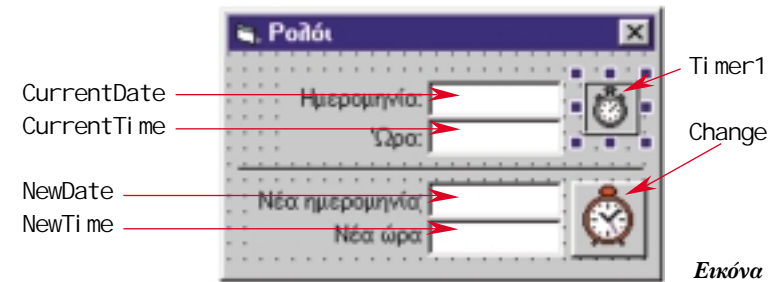 Ρολόι
Timer1
CurrentDate
Ημερομηνία:
CurrentTime
Ώρα:
Change
NewDate
Νέα ημερομηνία
NewTime
Νέα ώρα
Εικόνα